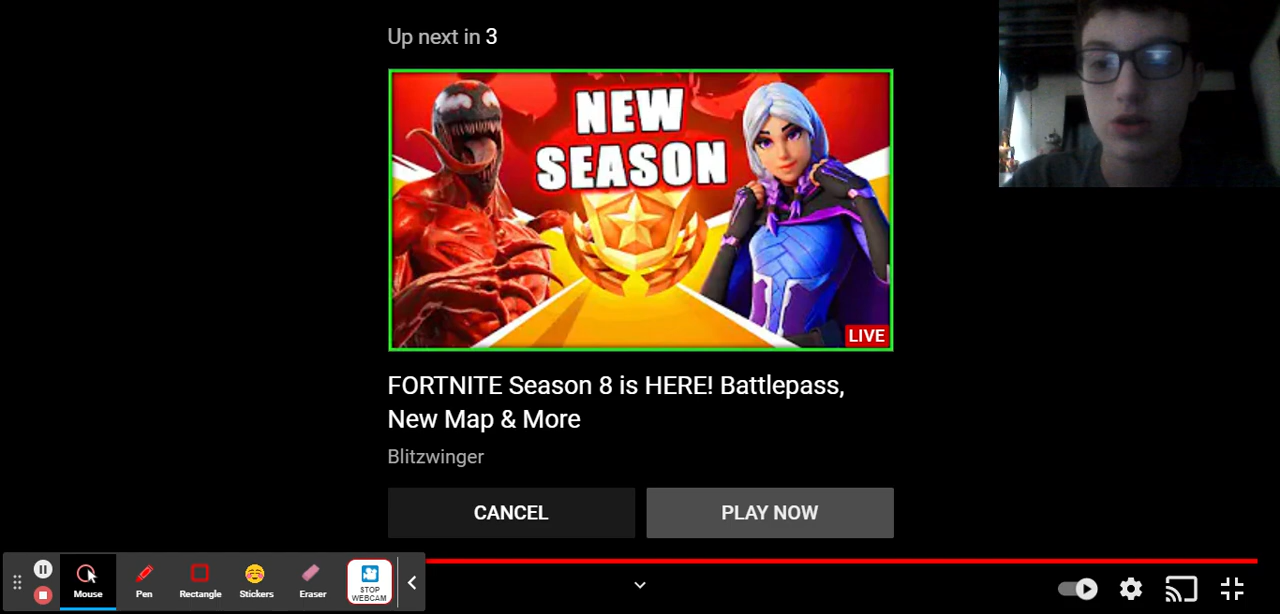 Up next in 3
NEW
SEASON
LIVE
FORTNITE Season 8 is HERE! Battlepass,
New Map & More
Blitzwinger
CANCEL
PLAY NOW
Mouse
Pen
Rectangle
Stickers
Eraser
STOP
WEBCAM